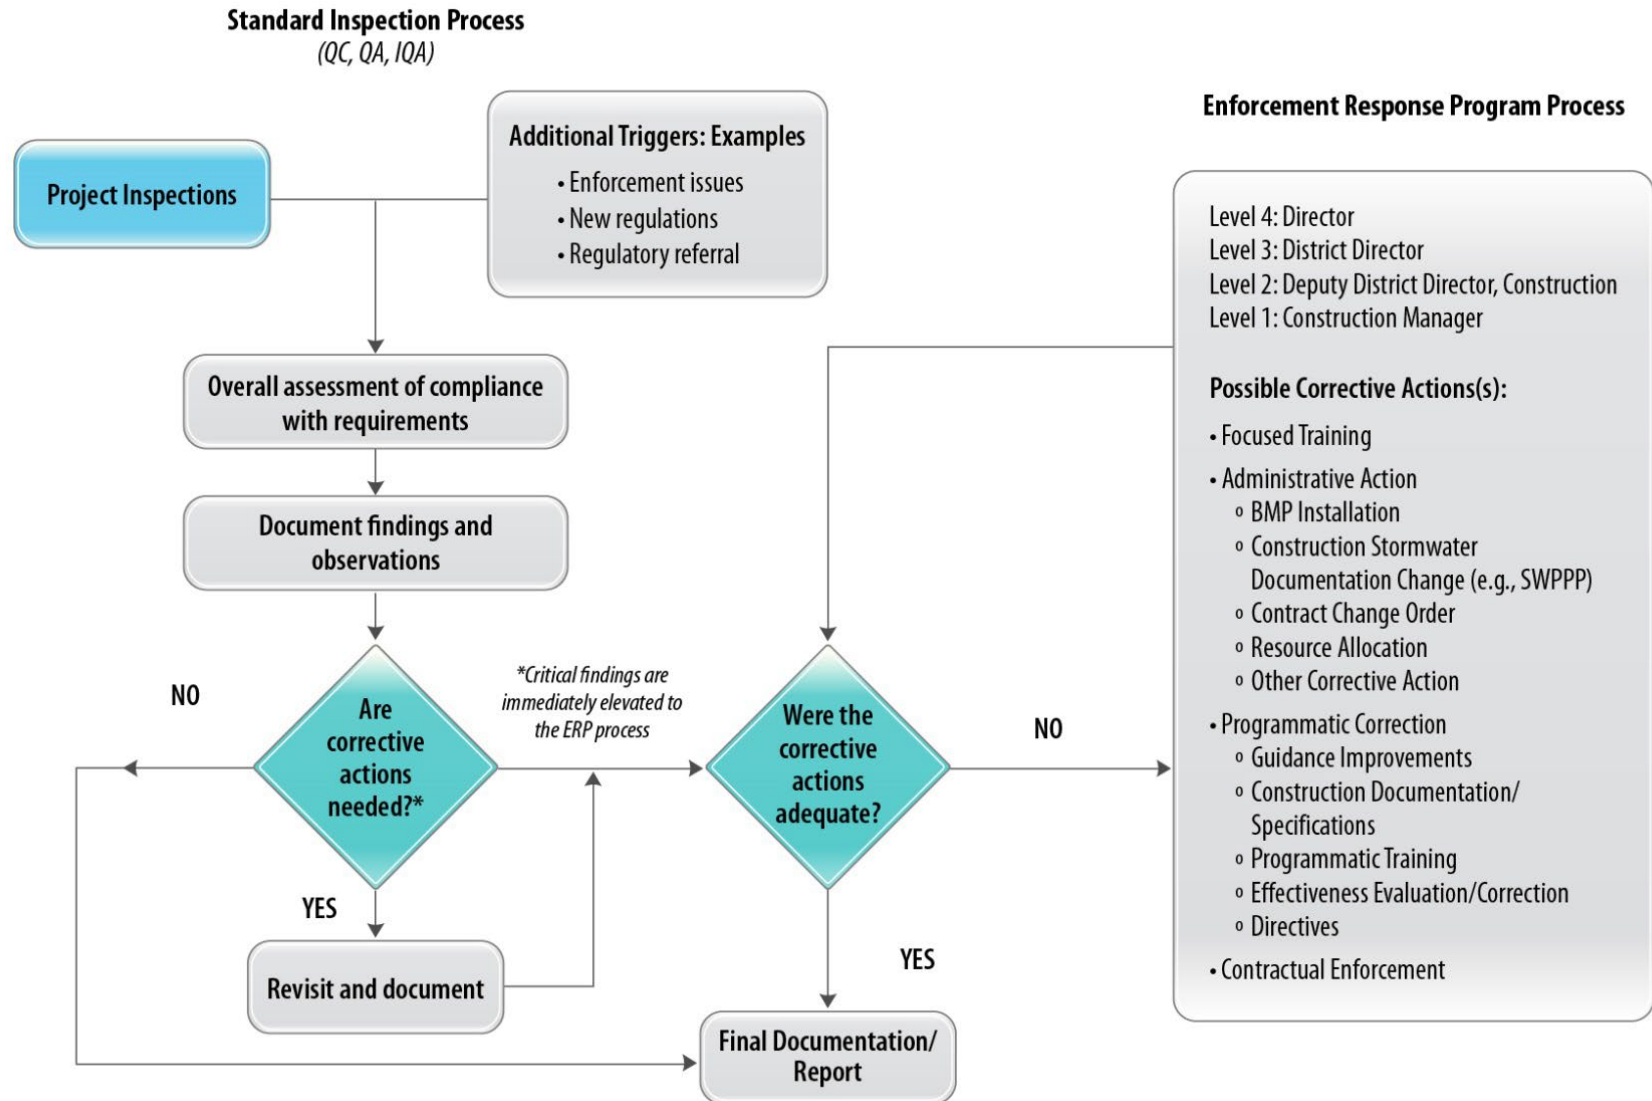 Standard Inspection Process
(QC, QA, IQA)
Project Inspections
Additional Triggers: Examples
• Enforcement issues
• New regulations
• Regulatory referral
Overall assessment of compliance
with requirements
Document findings and
observations
Are
corrective
actions
needed?*
NO
YES
Revisit and document
*Critical findings are
immediately elevated to
the ERP process
Were the
corrective
actions
adequate?
NO
YES
Final Documentation/
Report
Enforcement Response Program Process
Level 4: Director
Level 3: District Director
Level 2: Deputy District Director, Construction
Level 1: Construction Manager
Possible Corrective Actions(s):
• Focused Training
• Administrative Action
o BMP Installation
o Construction Stormwater
Documentation Change (e.g., SWPPP)
o Contract Change Order
o Resource Allocation
o Other Corrective Action
• Programmatic Correction
o Guidance Improvements
o Construction Documentation/
Specifications
o Programmatic Training
o Effectiveness Evaluation/Correction
o Directives
• Contractual Enforcement